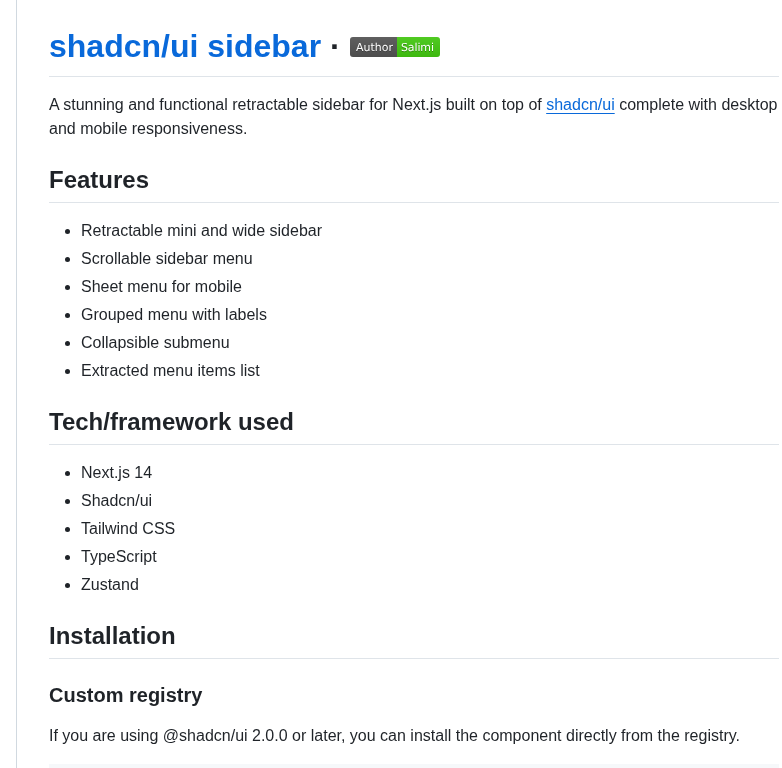 shadcn/ui sidebar · Author Salimi
A stunning and functional retractable sidebar for Next.js built on top of shadcn/ui complete with desktop
and mobile responsiveness.
Features
• Retractable mini and wide sidebar
• Scrollable sidebar menu
• Sheet menu for mobile
• Grouped menu with labels
• Collapsible submenu
• Extracted menu items list
Tech/framework used
• Next.js 14
• Shadcn/ui
• Tailwind CSS
• TypeScript
• Zustand
Installation
Custom registry
If you are using @shadcn/ui 2.0.0 or later, you can install the component directly from the registry.